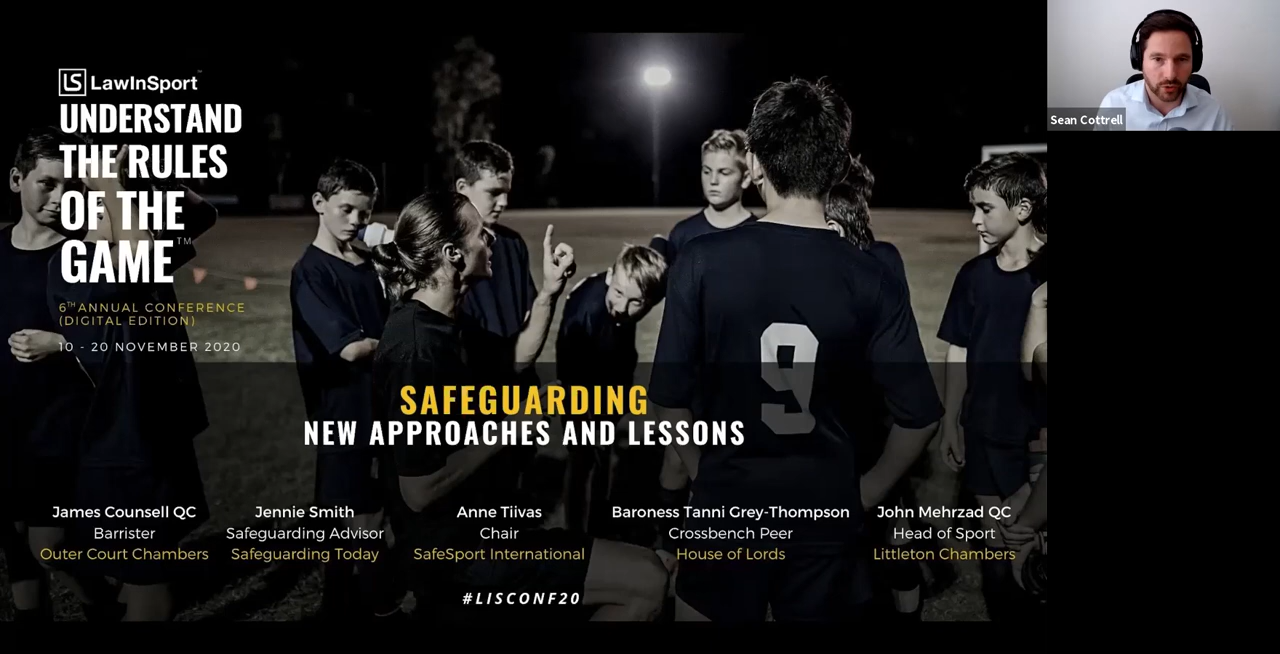 LS LawInSport™
UNDERSTAND
THE RULES
OF THE
GAME™
6TH ANNUAL CONFERENCE
(DIGITAL EDITION)
10 - 20 NOVEMBER 2020
9
SAFEGUARDING
NEW APPROACHES AND LESSONS
James Counsell QC
Barrister
Outer Court Chambers
Jennie Smith
Safeguarding Advisor
Safeguarding Today
Anne Tiivas
Chair
SafeSport International
Baroness Tanni Grey-Thompson
Crossbench Peer
House of Lords
John Mehrzad QC
Head of Sport
Littleton Chambers
#LISCONF20
Sean Cottrell